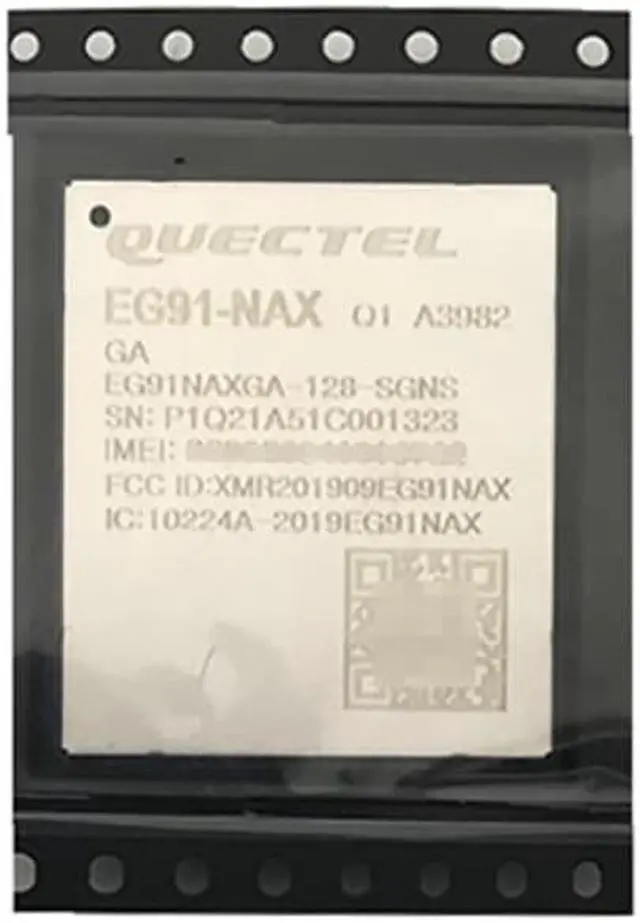 QUECTEL
EG91-NAX Q1 A3982
GA
EG91NAXGA-128-SGNS
SN: P1Q21A51C001323
IMEI:
FCC ID:XMR201909EG91NAX
IC:10224A-2019EG91NAX